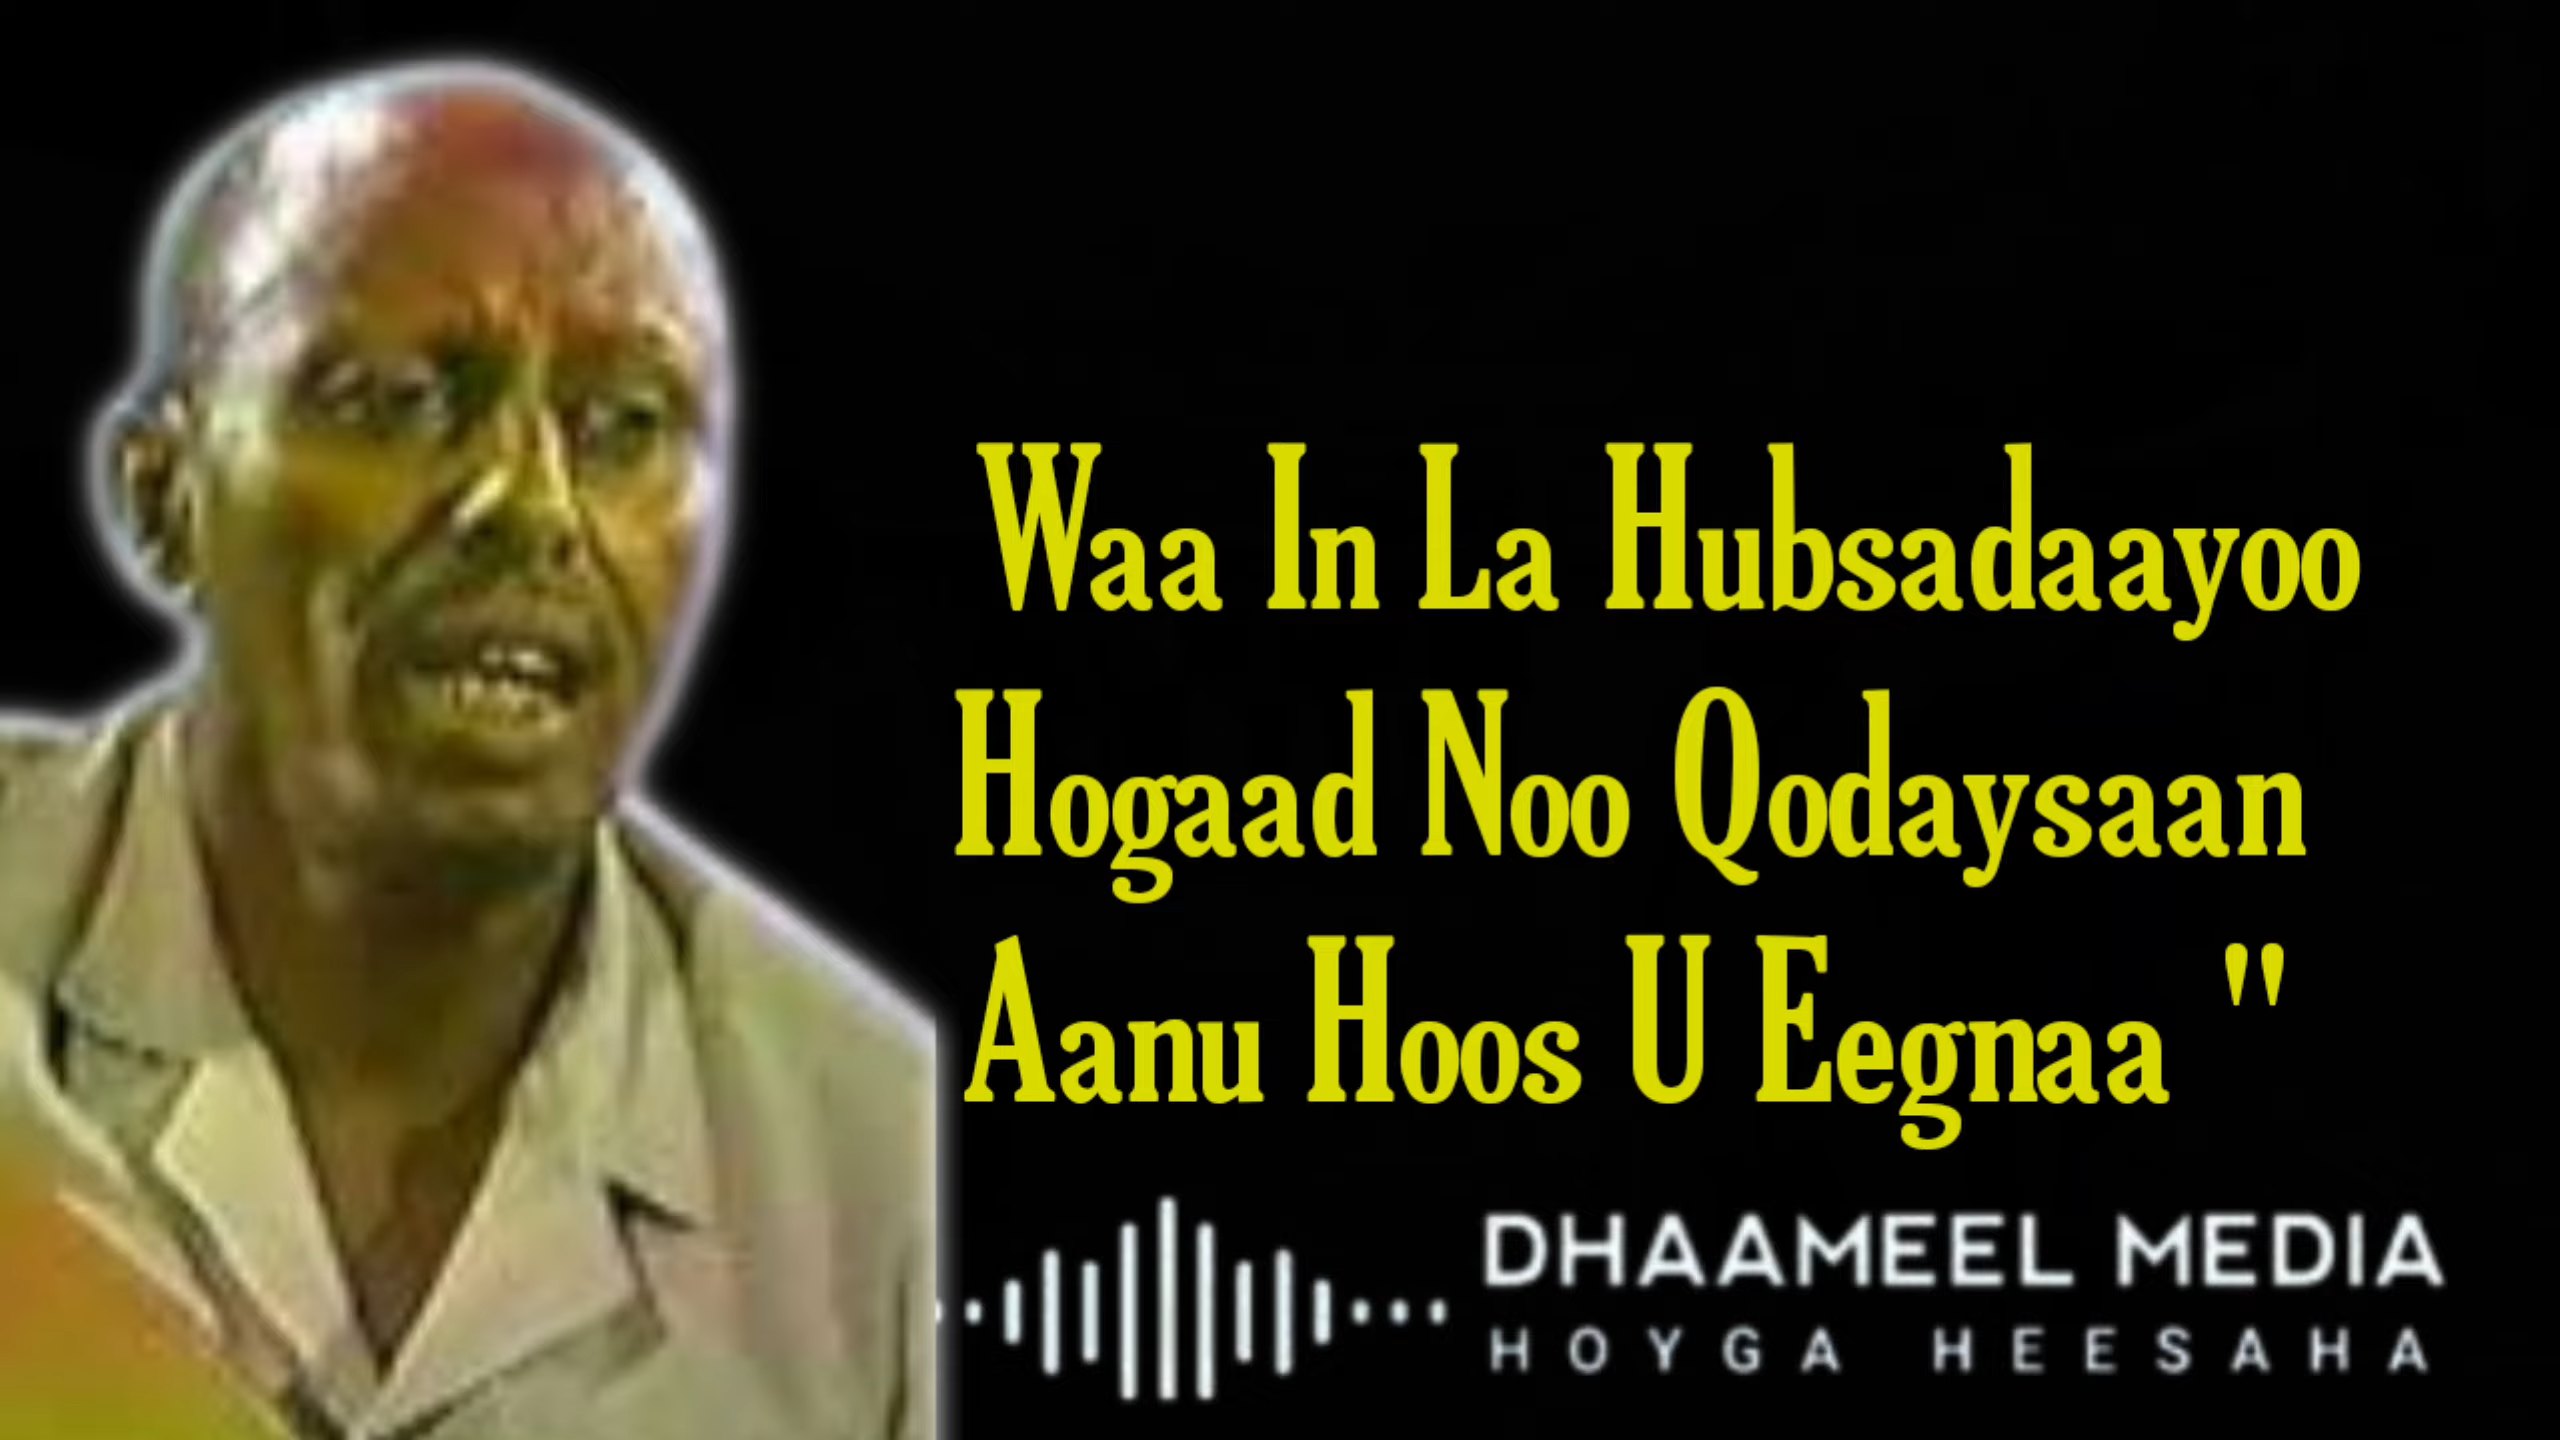 Waa In La Hubsadaayoo
Hogaad Noo Qodaysaan
Aanu Hoos U Eegnaa "
DHAAMEEL MEDIA
HOYGA HEESAHA